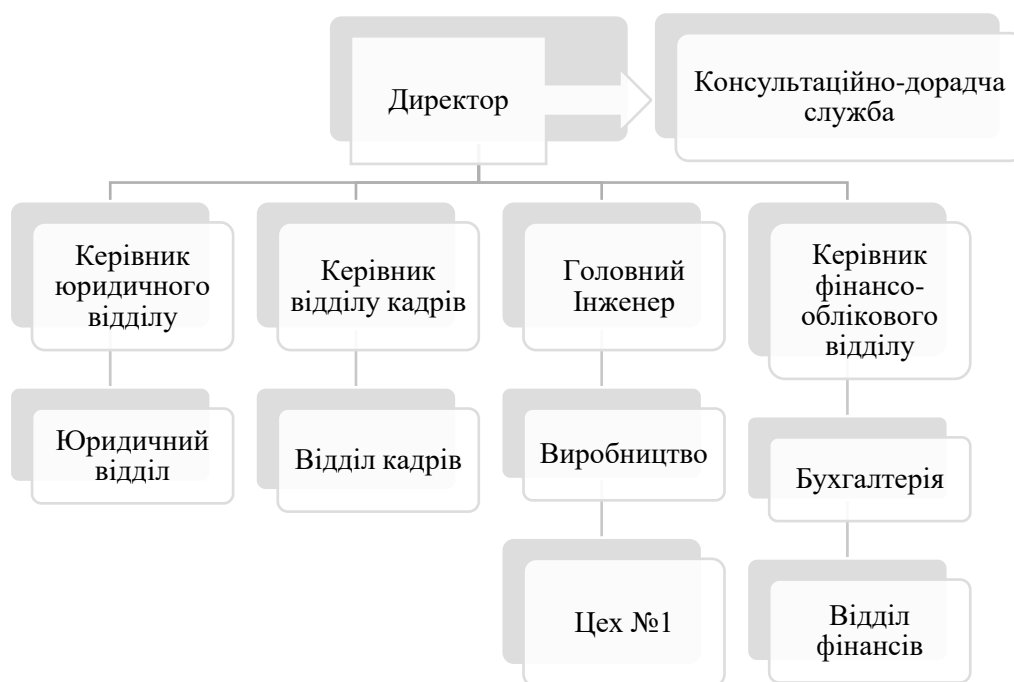 Директор
Консультаційно-дорадча
служба
Керівник
юридичного
відділу
Керівник
відділу кадрів
Головний
Інженер
Керівник
фінансо-
облікового
відділу
Юридичний
відділ
Відділ кадрів
Виробництво
Бухгалтерія
Цех №1
Відділ
фінансів